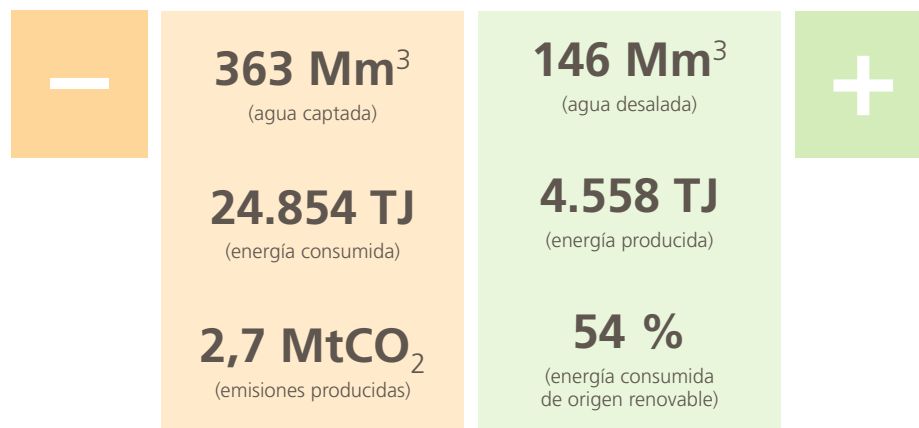 −
363 Mm³
(agua captada)
24.854 TJ
(energía consumida)
2,7 MtCO₂
(emisiones producidas)
146 Mm³
(agua desalada)
4.558 TJ
(energía producida)
54 %
(energía consumida
de origen renovable)
+